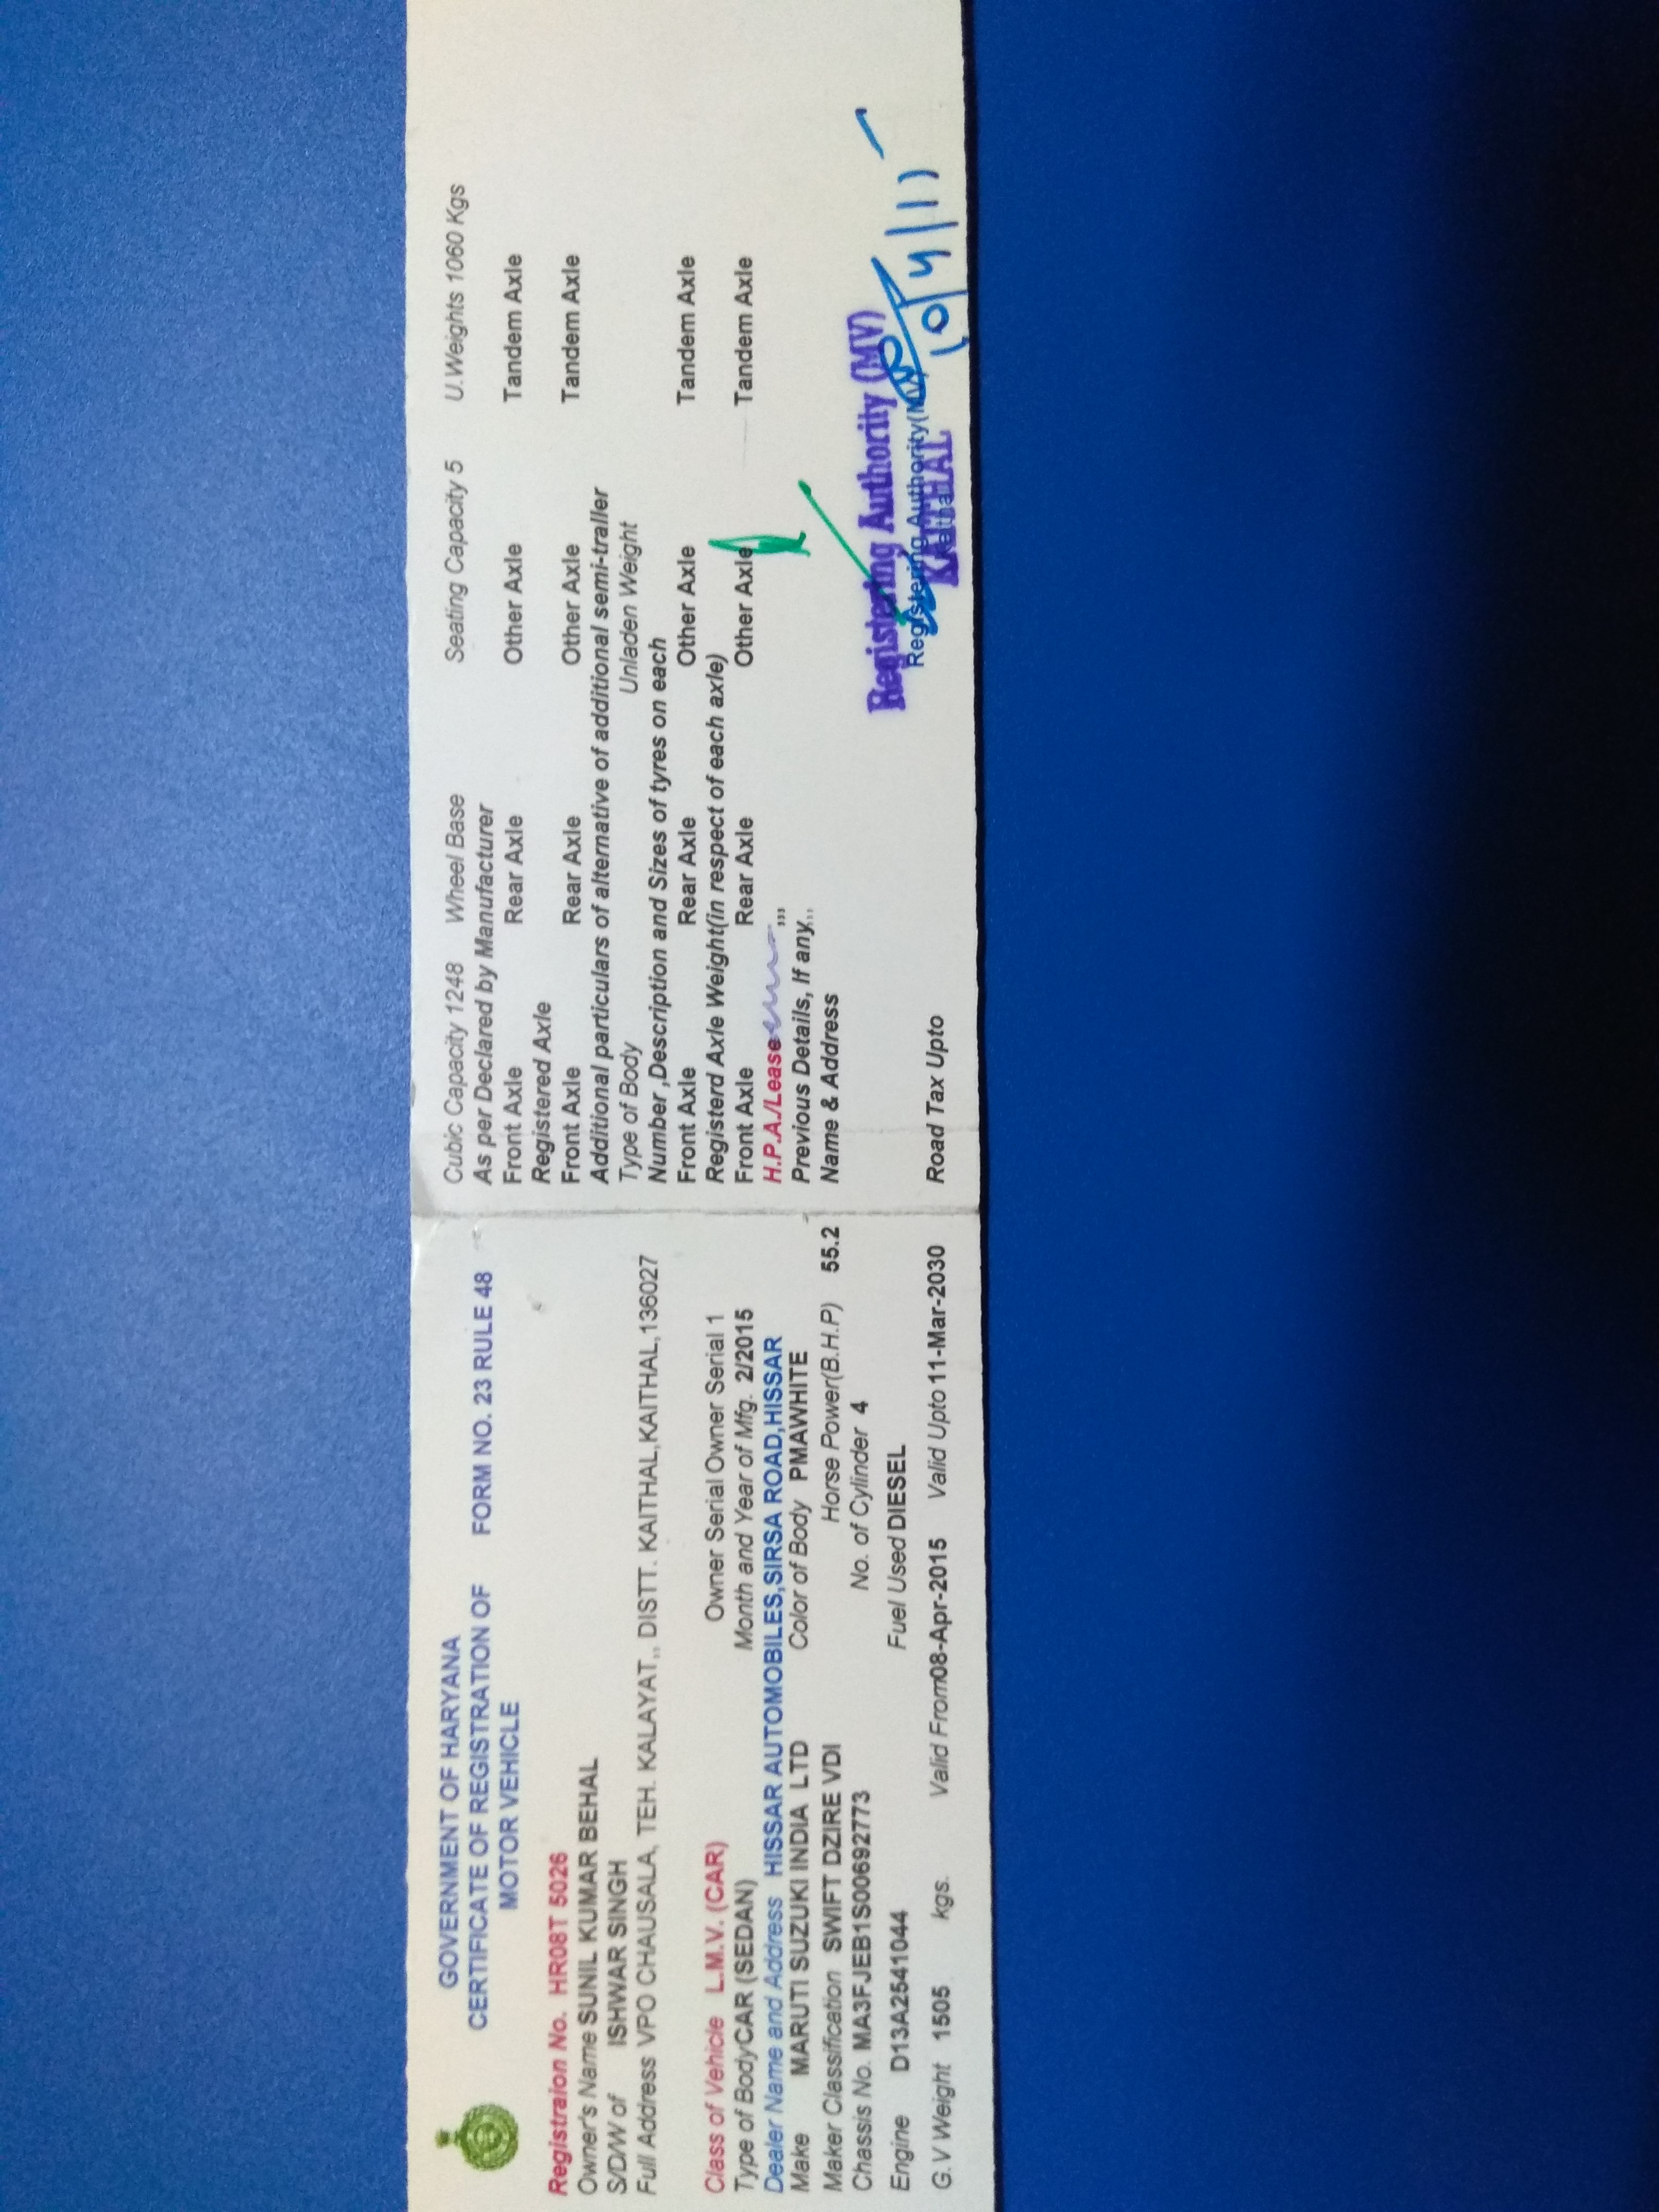 GOVERNMENT OF HARYANA
CERTIFICATE OF REGISTRATION OF FORM NO. 23 RULE 48
MOTOR VEHICLE
Registraion No. HR08T 5026
Owner's Name SUNIL KUMAR BEHAL
S/D/W of ISHWAR SINGH
Full Address VPO CHAUSALA, TEH. KALAYAT,, DISTT. KAITHAL,KAITHAL,136027
Owner Serial Owner Serial 1
Class of Vehicle L.M.V. (CAR)
Type of BodyCAR (SEDAN) Month and Year of Mfg. 2/2015
Dealer Name and Address HISSAR AUTOMOBILES,SIRSA ROAD,HISSAR
Make MARUTI SUZUKI INDIA LTD Color of Body PMAWHITE
Maker Classification SWIFT DZIRE VDI Horse Power(B.H.P) 55.2
Chassis No. MA3FJEB1S00692773 No. of Cylinder 4
Engine D13A2541044 Fuel Used DIESEL
G.V Weight 1505 kgs. Valid From08-Apr-2015 Valid Upto 11-Mar-2030
Cubic Capacity 1248 Wheel Base Seating Capacity 5 U.Weights 1060 Kgs
As per Declared by Manufacturer
Front Axle Rear Axle Other Axle Tandem Axle
Registered Axle
Front Axle Rear Axle Other Axle Tandem Axle
Additional particulars of alternative of additional semi-traller
Type of Body Unladen Weight
Number ,Description and Sizes of tyres on each
Front Axle Rear Axle Other Axle Tandem Axle
Registerd Axle Weight(in respect of each axle)
Front Axle Rear Axle Other Axle Tandem Axle
H.P.A./Lease ,,,
Previous Details, If any,,,
Name & Address
Registering Authority (MV)
Registering Authority(MV)
KAITHAL
Road Tax Upto